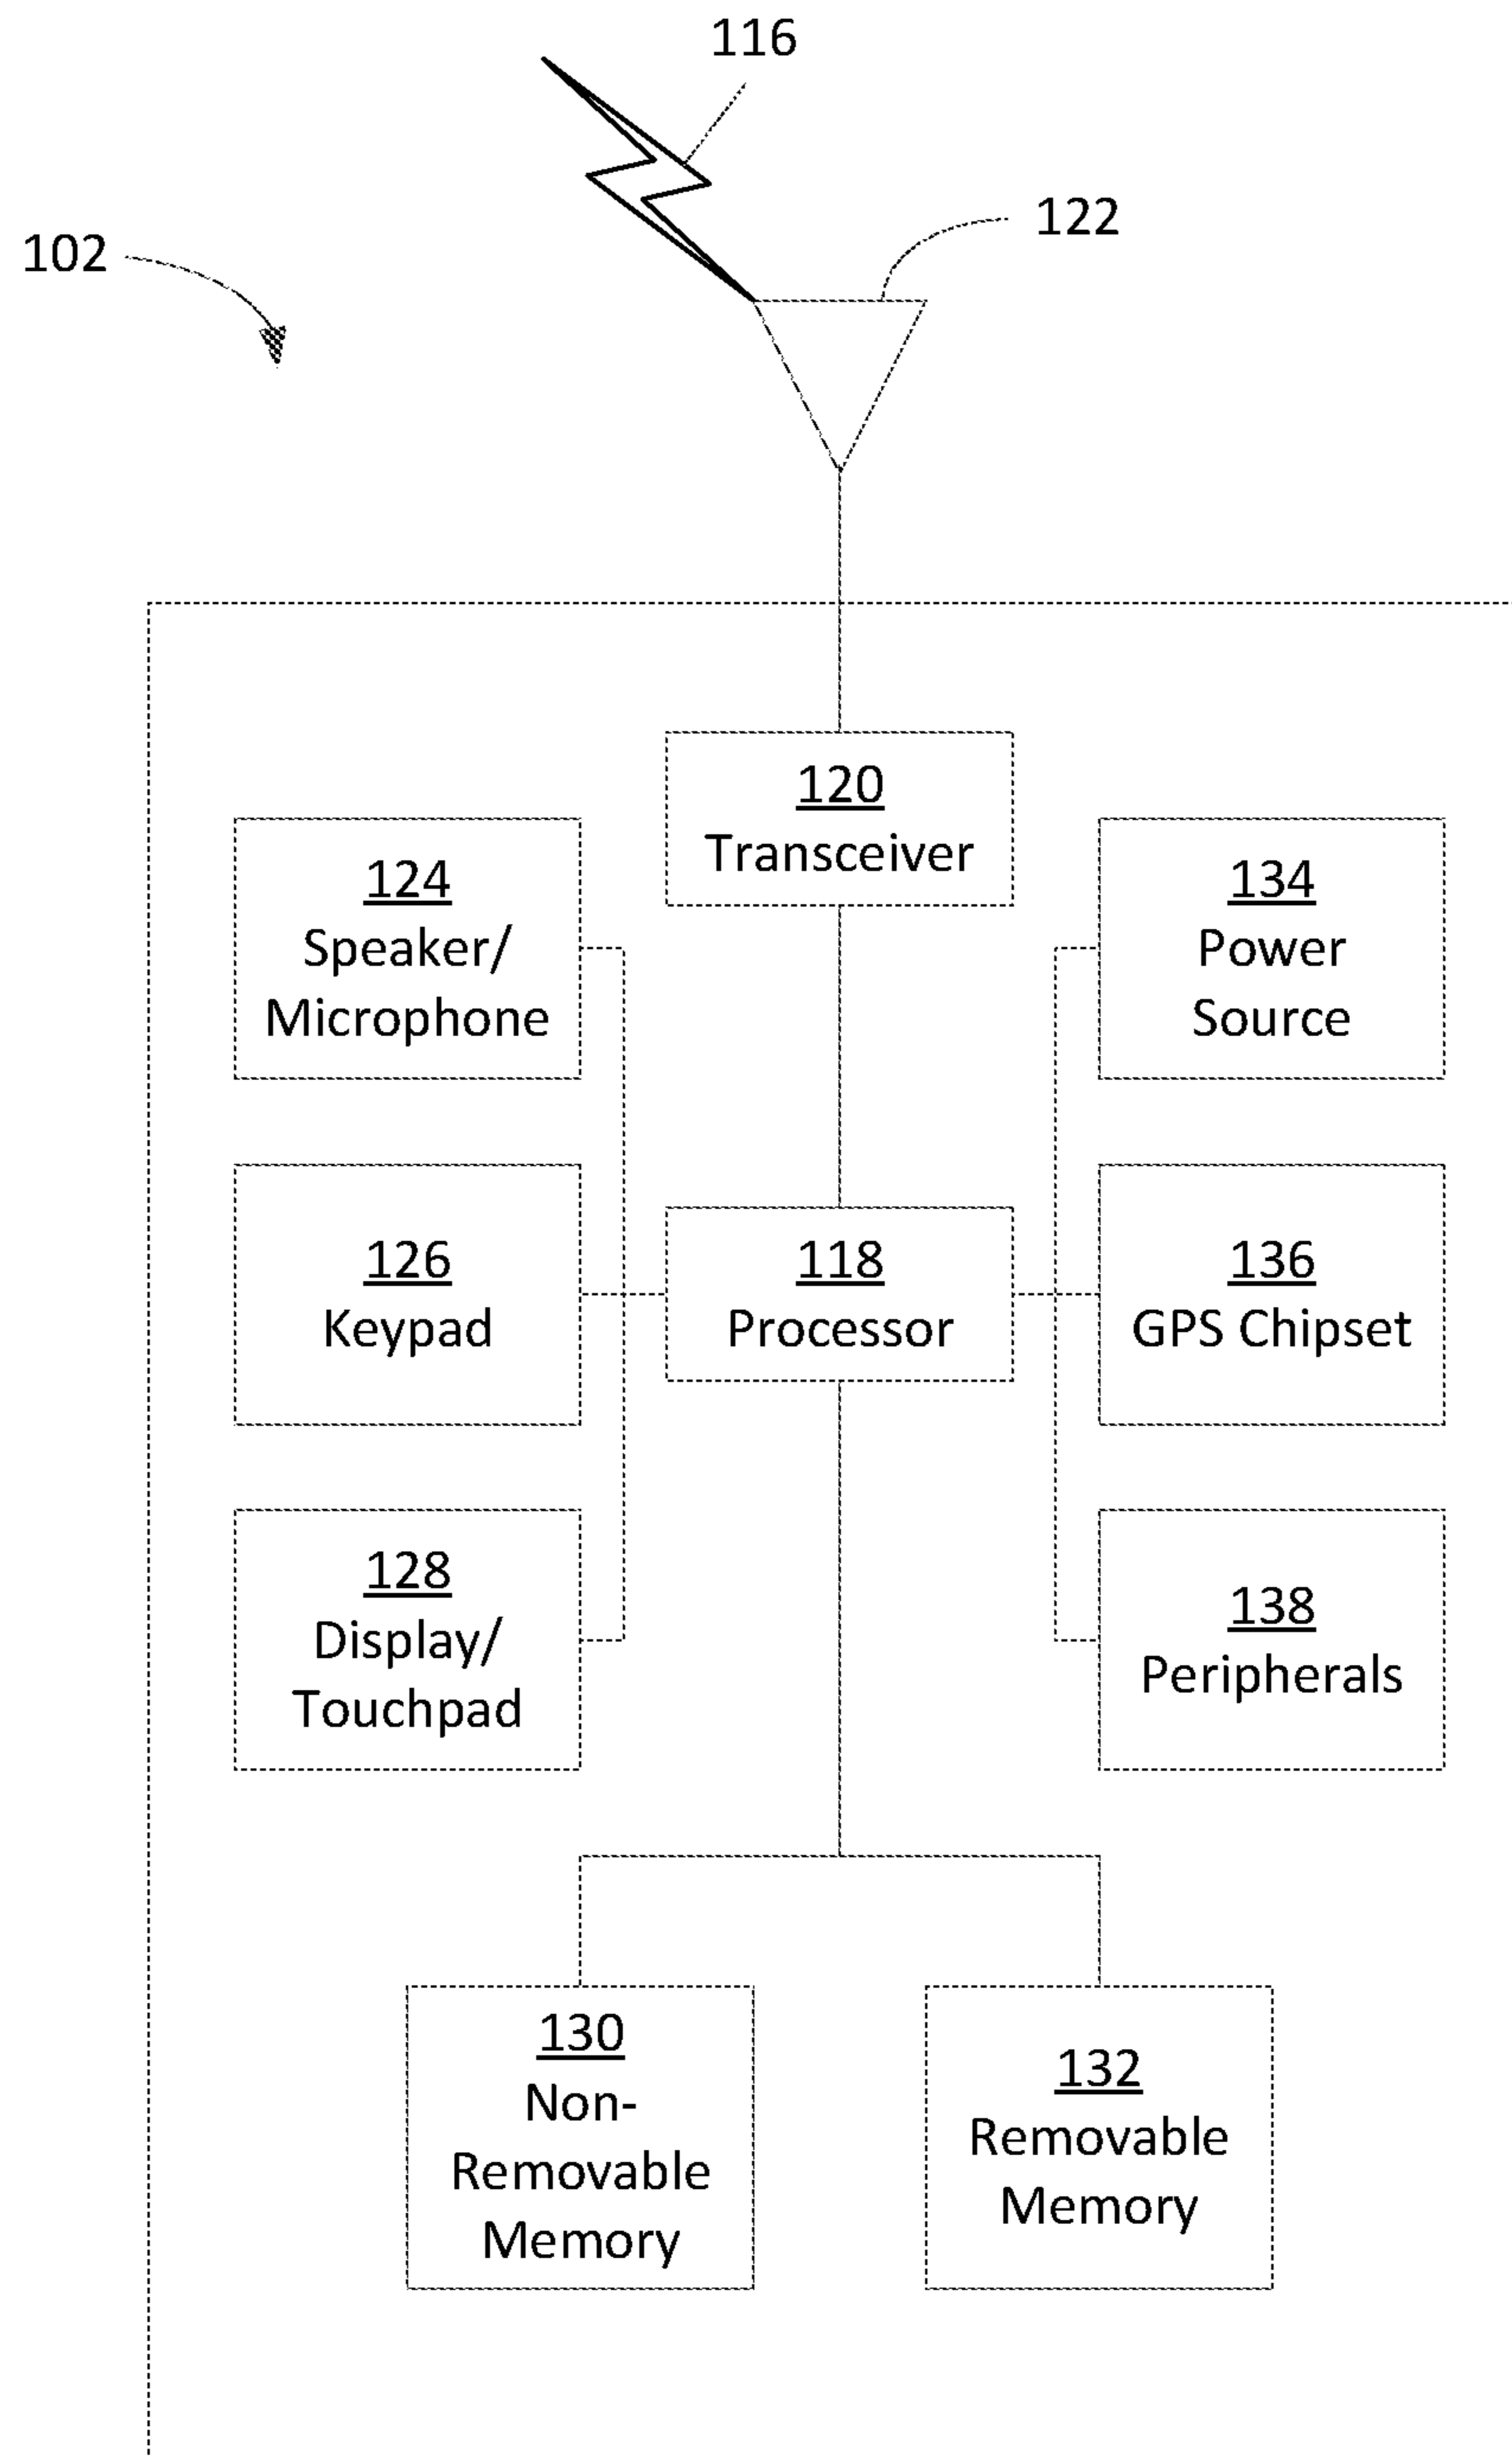 116
122
102
120
Transceiver
124
Speaker/
Microphone
134
Power
Source
126
Keypad
118
Processor
136
GPS Chipset
128
Display/
Touchpad
138
Peripherals
130
Non-
Removable
Memory
132
Removable
Memory